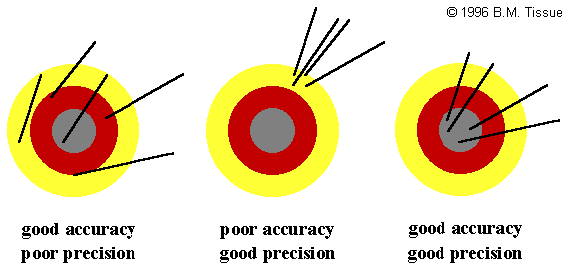 © 1996 B.M. Tissue
good accuracy
poor precision
poor accuracy
good precision
good accuracy
good precision